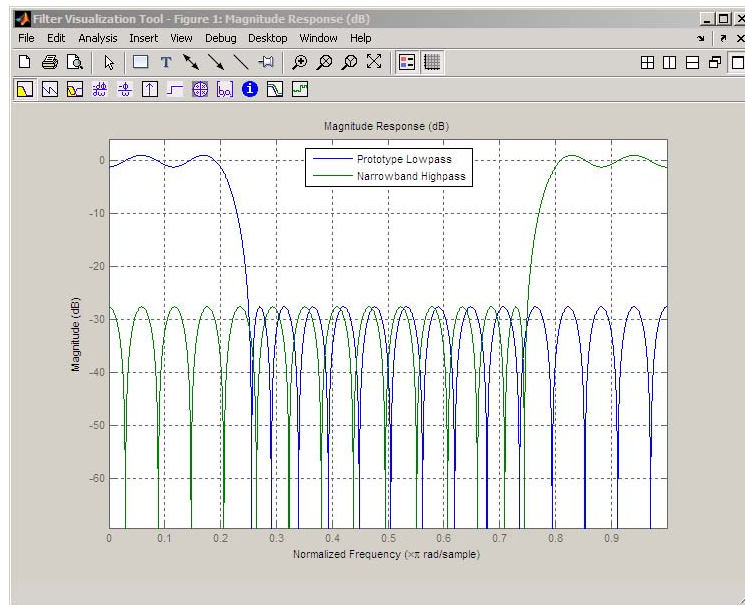 Filter Visualization Tool - Figure 1: Magnitude Response (dB)
File Edit Analysis Insert View Debug Desktop Window Help
Magnitude Response (dB)
Prototype Lowpass
Narrowband Highpass
0
-10
-20
-30
-40
-50
-60
Magnitude (dB)
0 0.1 0.2 0.3 0.4 0.5 0.6 0.7 0.8 0.9
Normalized Frequency (×π rad/sample)